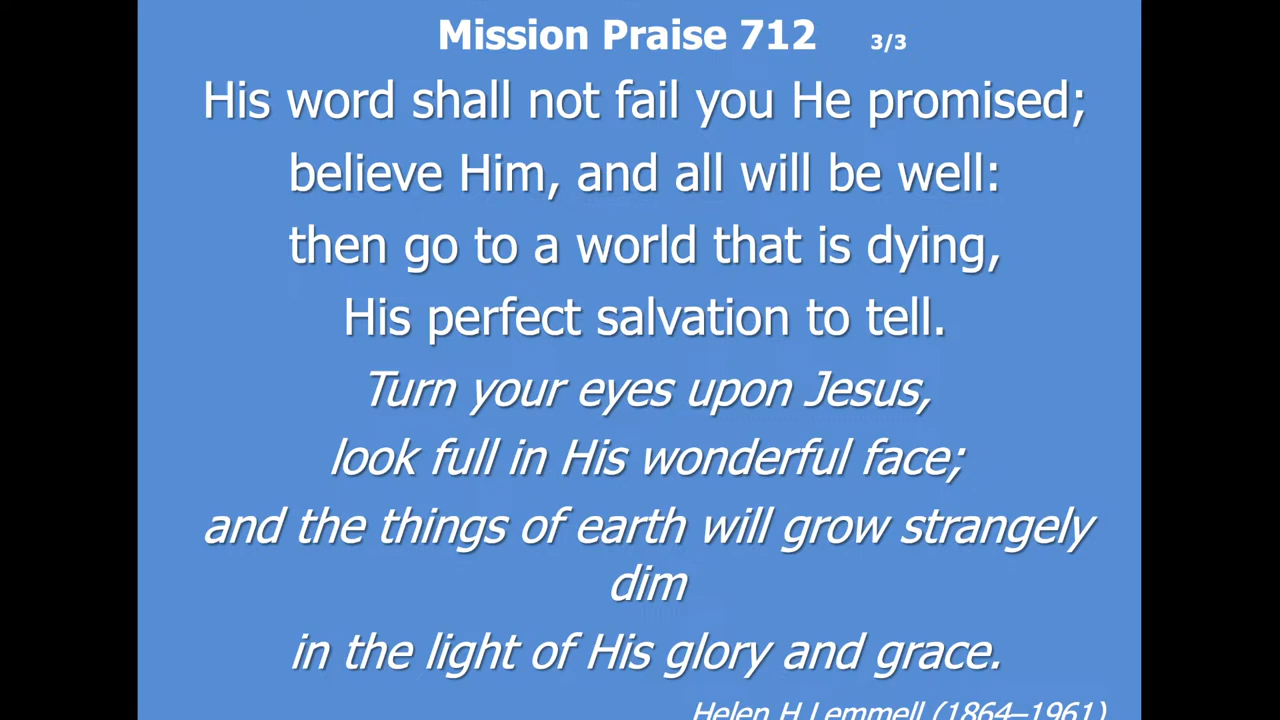 Mission Praise 712 3/3
His word shall not fail you He promised;
believe Him, and all will be well:
then go to a world that is dying,
His perfect salvation to tell.
Turn your eyes upon Jesus,
look full in His wonderful face;
and the things of earth will grow strangely
dim
in the light of His glory and grace.
Helen H Lemmell (1864–1961)